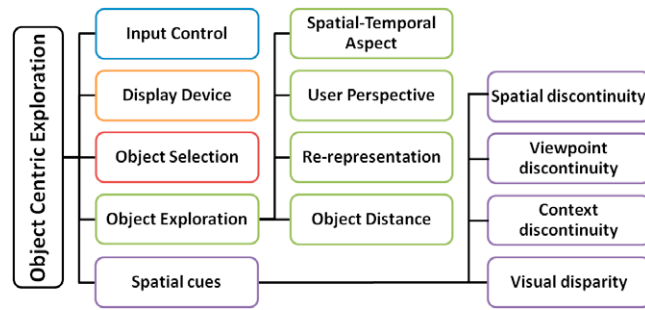 Object Centric Exploration
Input Control
Display Device
Object Selection
Object Exploration
Spatial cues
Spatial-Temporal
Aspect
User Perspective
Re-representation
Object Distance
Spatial discontinuity
Viewpoint
discontinuity
Context
discontinuity
Visual disparity